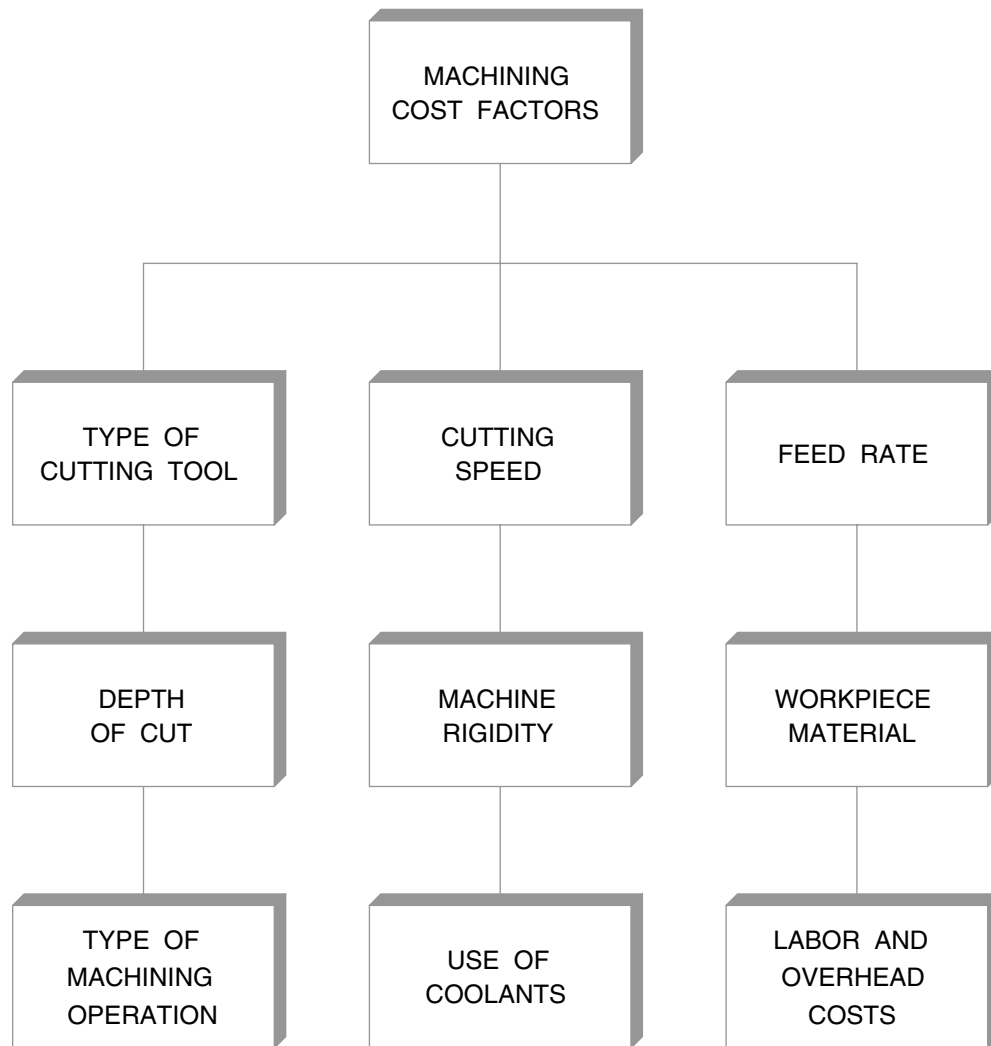 MACHINING
COST FACTORS
TYPE OF
CUTTING TOOL
CUTTING
SPEED
FEED RATE
DEPTH
OF CUT
MACHINE
RIGIDITY
WORKPIECE
MATERIAL
TYPE OF
MACHINING
OPERATION
USE OF
COOLANTS
LABOR AND
OVERHEAD
COSTS